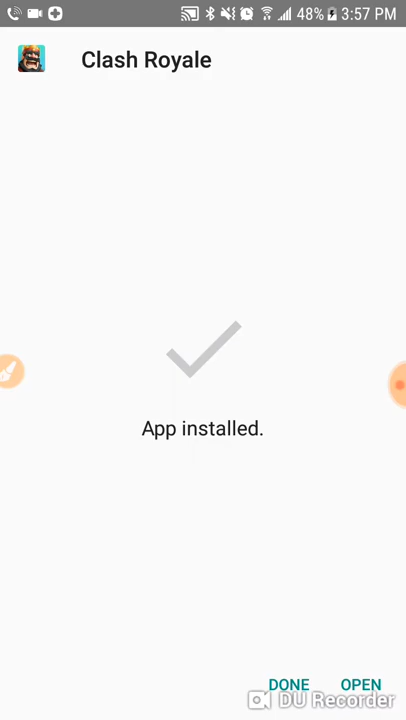 48% 3:57 PM
Clash Royale
App installed.
DONE OPEN
DU Recorder